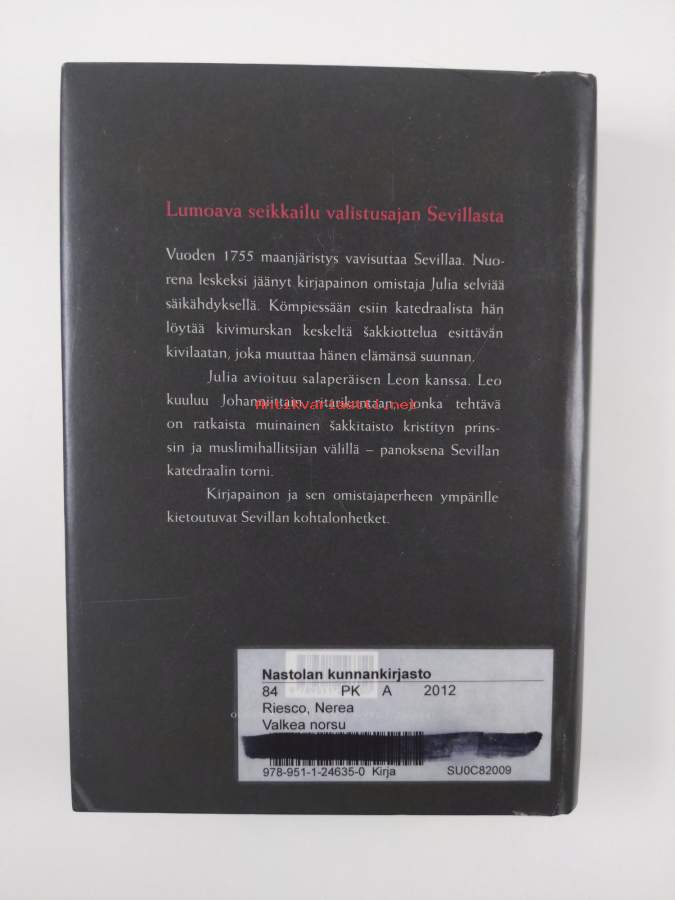 Lumoava seikkailu valistusajan Sevillasta
Vuoden 1755 maanjäristys vavisuttaa Sevillaa. Nuo-
rena leskeksi jäänyt kirjapainon omistaja Julia selviää
säikähdyksellä. Kömpiessään esiin katedraalista hän
löytää kivimurskan keskeltä šakkiottelua esittävän
kivilaatan, joka muuttaa hänen elämänsä suunnan.
Julia avioituu salaperäisen Leon kanssa. Leo
kuuluu Johanniittain ritarikuntaan, jonka tehtävä
Antikvariaatti.net
on ratkaista muinainen šakkitaisto kristityn prins-
sin ja muslimihallitsijan välillä – panoksena Sevillan
katedraalin torni.
Kirjapainon ja sen omistajaperheen ympärille
kietoutuvat Sevillan kohtalonhetket.
Nastolan kunnankirjasto
84 PK A 2012
Riesco, Nerea
Valkea norsu
978-951-1-24635-0 Kirja SU0C82009